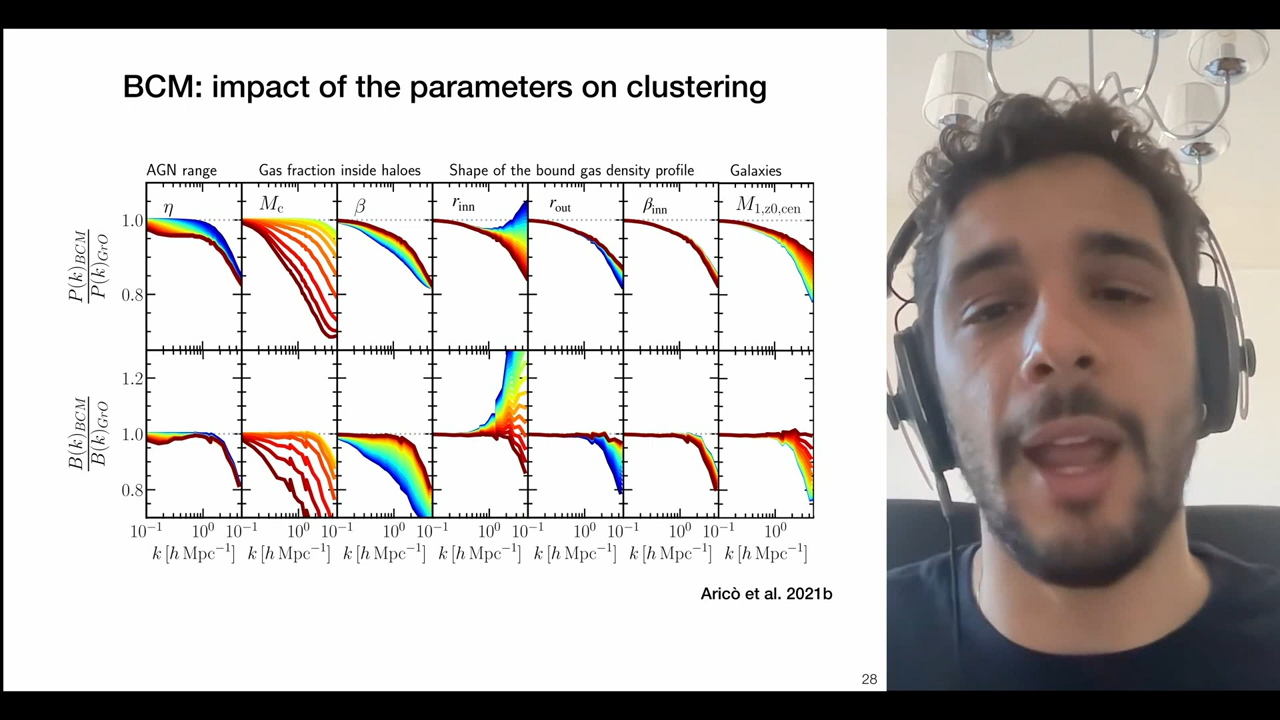 BCM: impact of the parameters on clustering
AGN range Gas fraction inside haloes Shape of the bound gas density profile Galaxies
η M_c β r_inn r_out β_inn M_1,z0,cen
P(k)_BCM / P(k)_GrO
1.0
0.8
B(k)_BCM / B(k)_GrO
1.2
1.0
0.8
10^-1 10^0 10^-1 10^0 10^-1 10^0 10^-1 10^0 10^-1 10^0 10^-1 10^0 10^-1 10^0
k [h Mpc^-1] k [h Mpc^-1] k [h Mpc^-1] k [h Mpc^-1] k [h Mpc^-1] k [h Mpc^-1] k [h Mpc^-1]
Aricò et al. 2021b
28